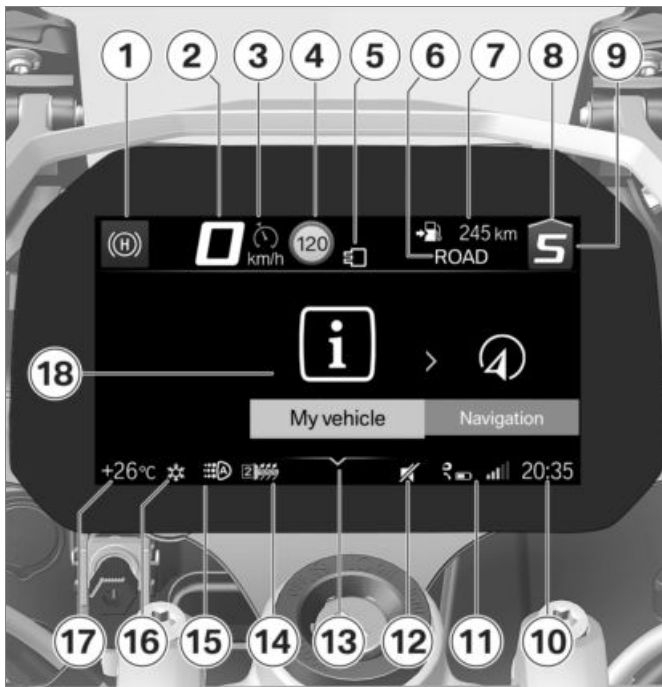 1 2 3 4 5 6 7 8 9
(H) 0 km/h 120 245 km S
ROAD
i >
18
My vehicle Navigation
+26°C A 2 20:35
17 16 15 14 13 12 11 10